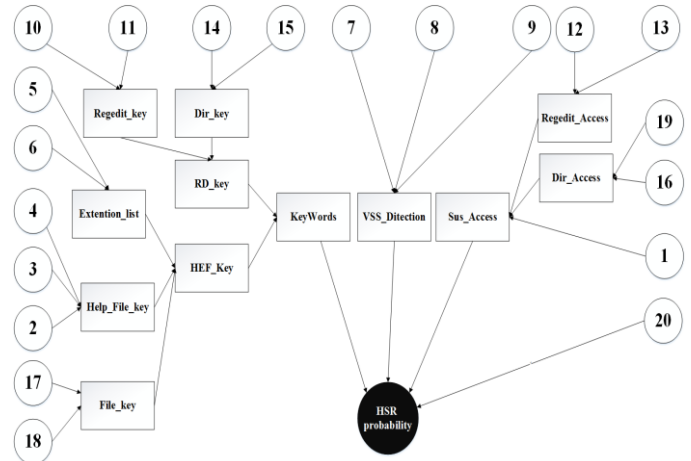 10 11 14 15 7 8 9 12 13
5
Regedit_key Dir_key Regedit_Access
19
6
RD_key Dir_Access
16
4
Extention_list KeyWords VSS_Ditection Sus_Access
3
HEF_Key
1
2
Help_File_key
20
17
File_key
HSR
probability
18